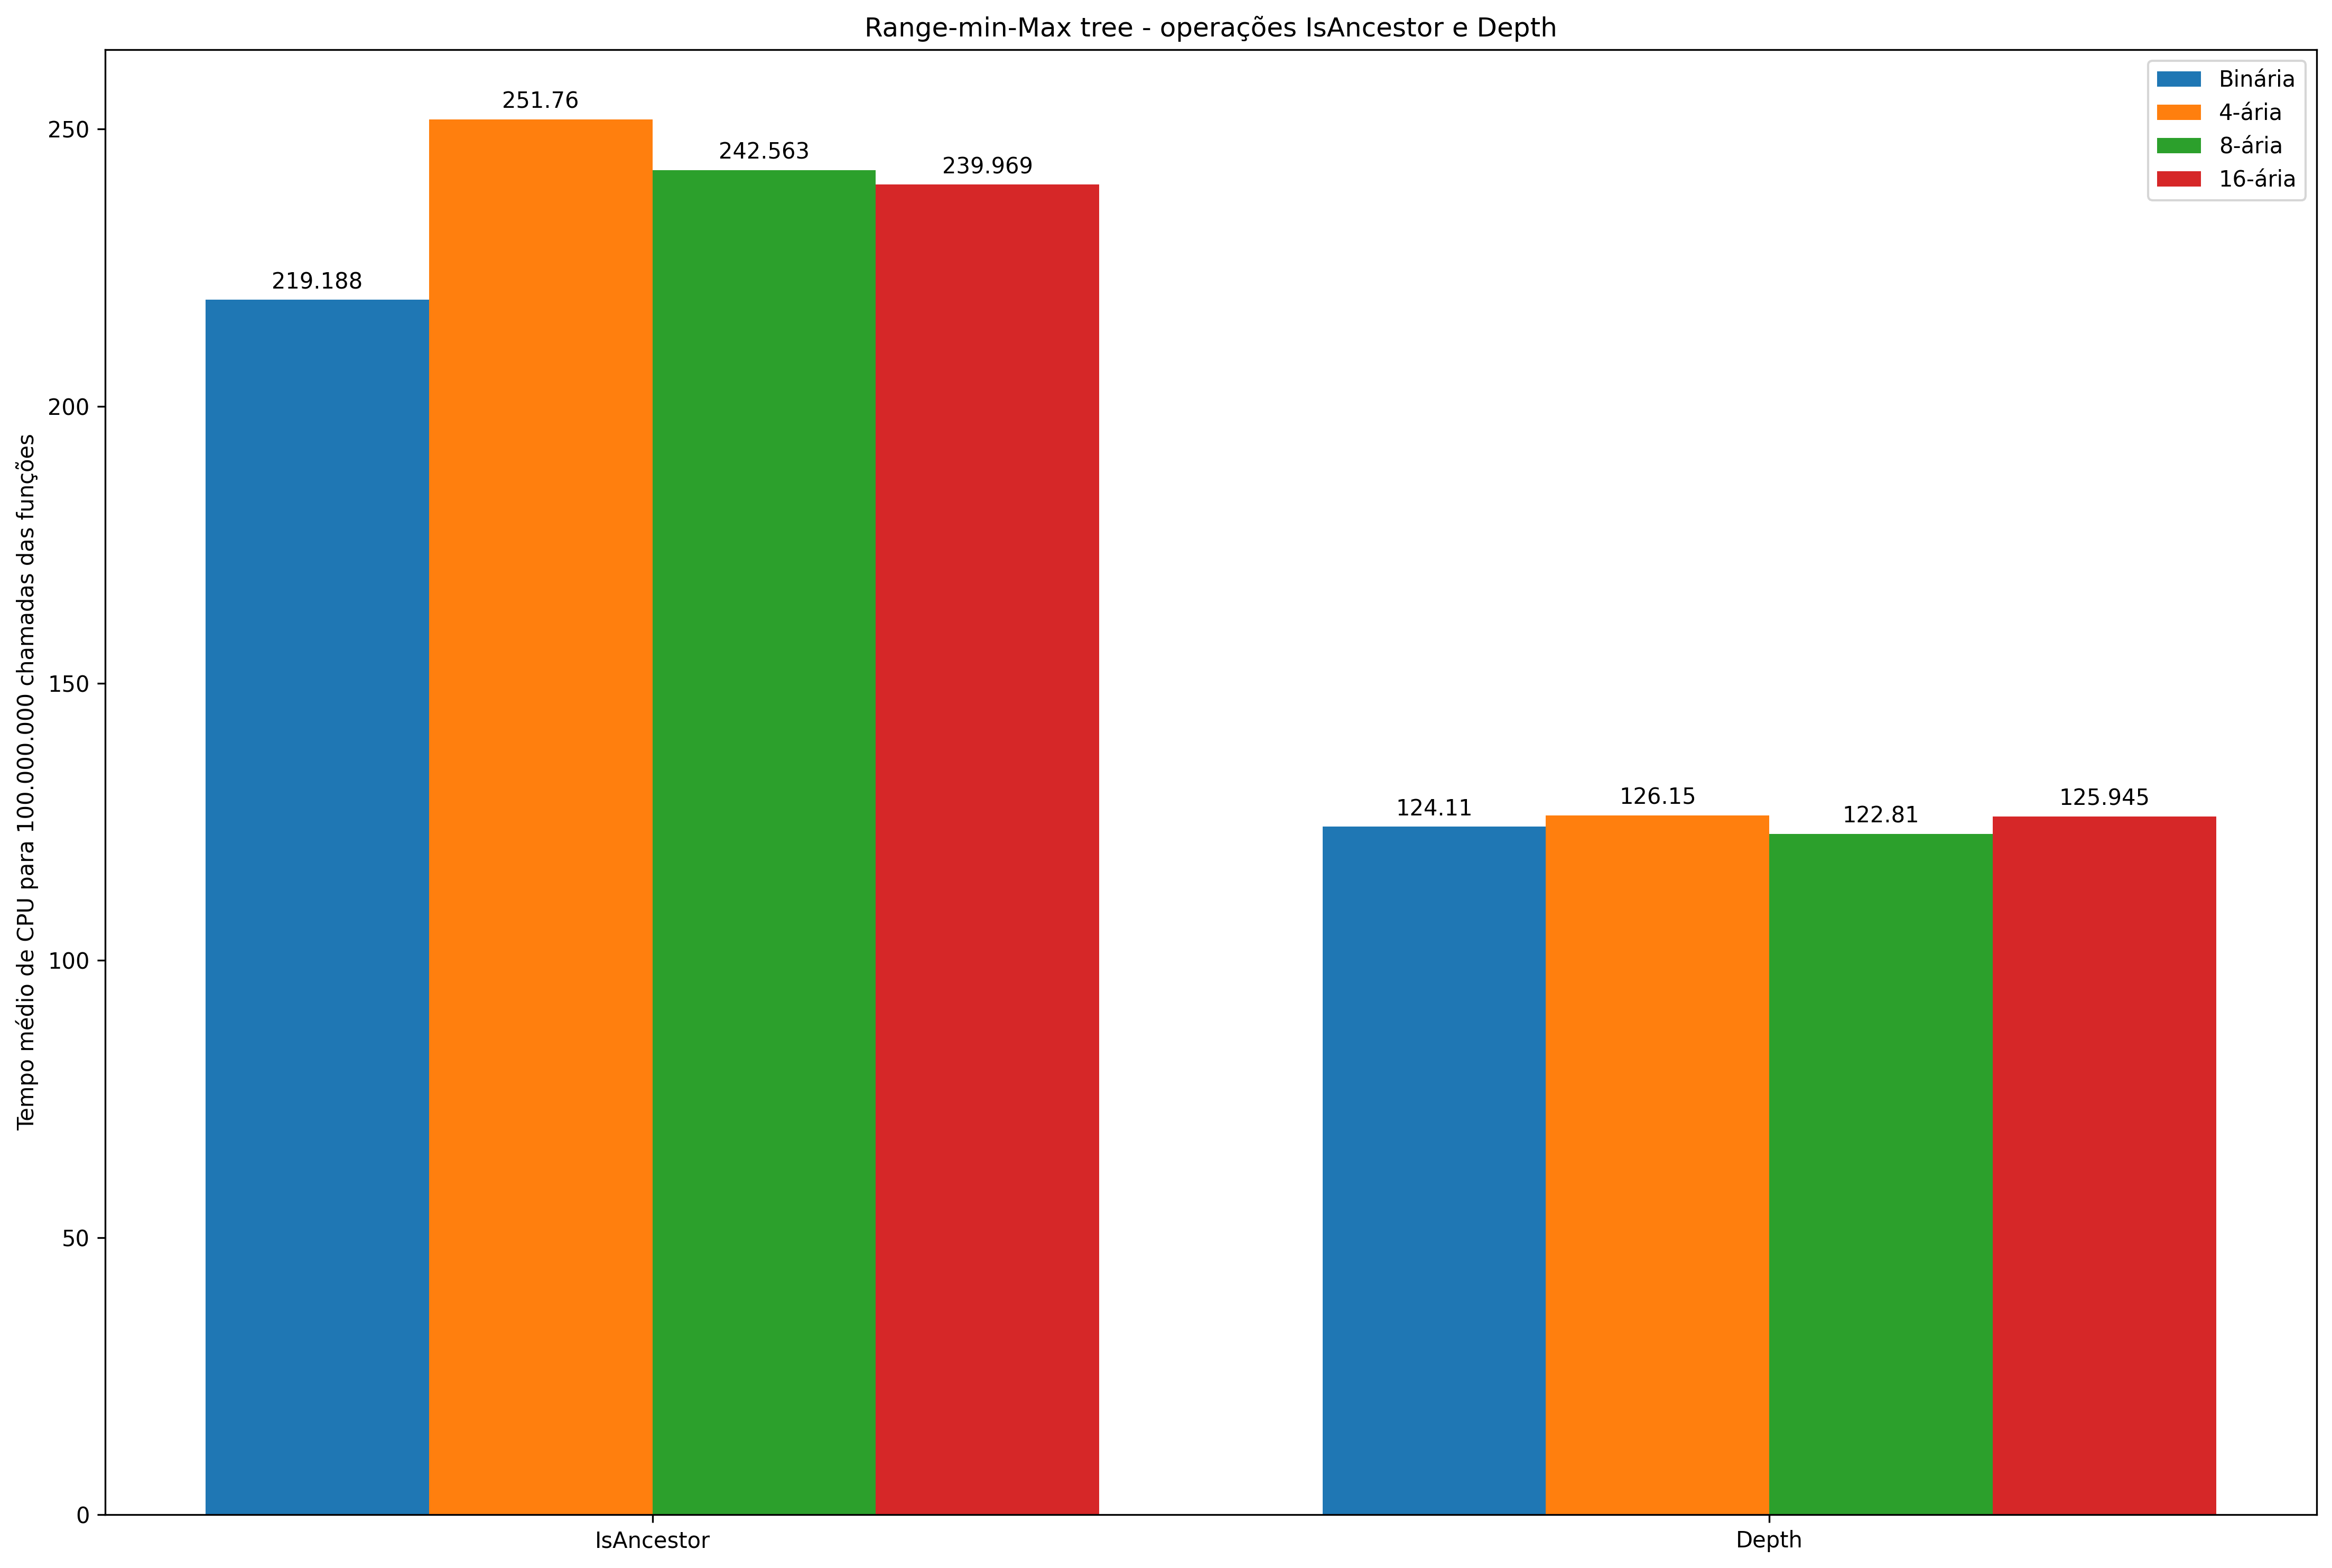 Range-min-Max tree - operações IsAncestor e Depth
Tempo médio de CPU para 100.000.000 chamadas das funções
250
200
150
100
50
0
219.188
251.76
242.563
239.969
124.11
126.15
122.81
125.945
Binária
4-ária
8-ária
16-ária
IsAncestor
Depth